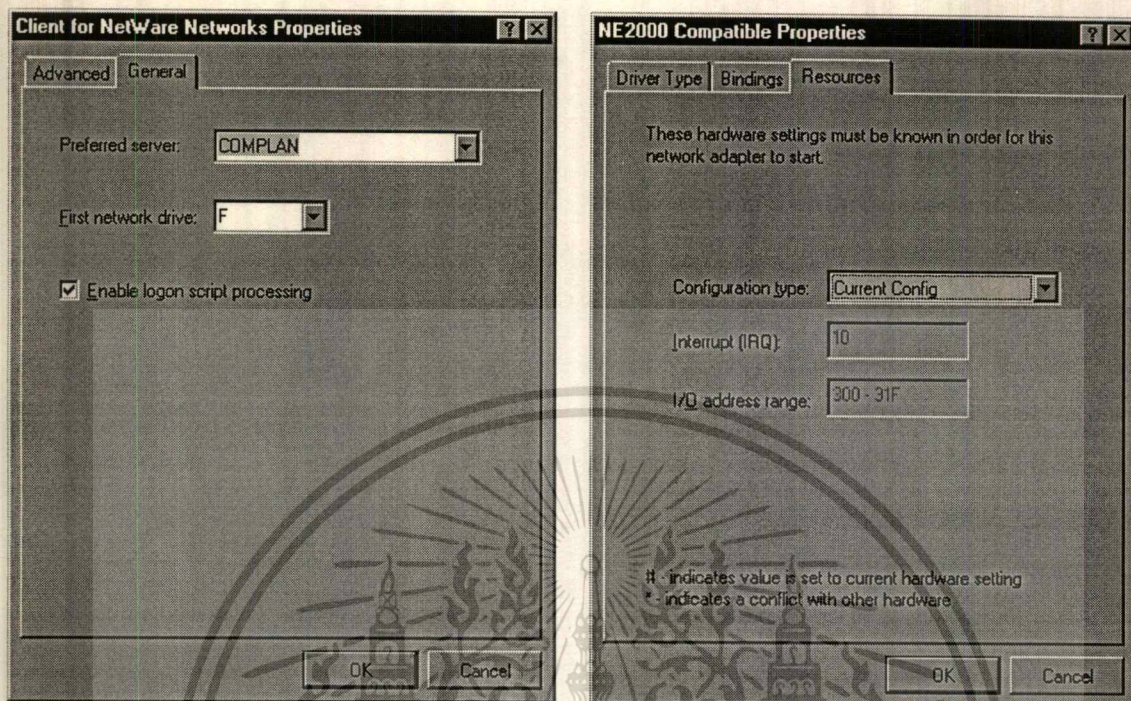 Client for NetWare Networks Properties
Advanced
General
Preferred server:
COMPLAN
First network drive:
F
Enable logon script processing
OK
Cancel
NE2000 Compatible Properties
Driver Type
Bindings
Resources
These hardware settings must be known in order for this
network adapter to start.
Configuration type:
Current Config
Interrupt (IRQ):
10
I/O address range:
300 - 31F
# - indicates value is set to current hardware setting
* - indicates a conflict with other hardware
OK
Cancel